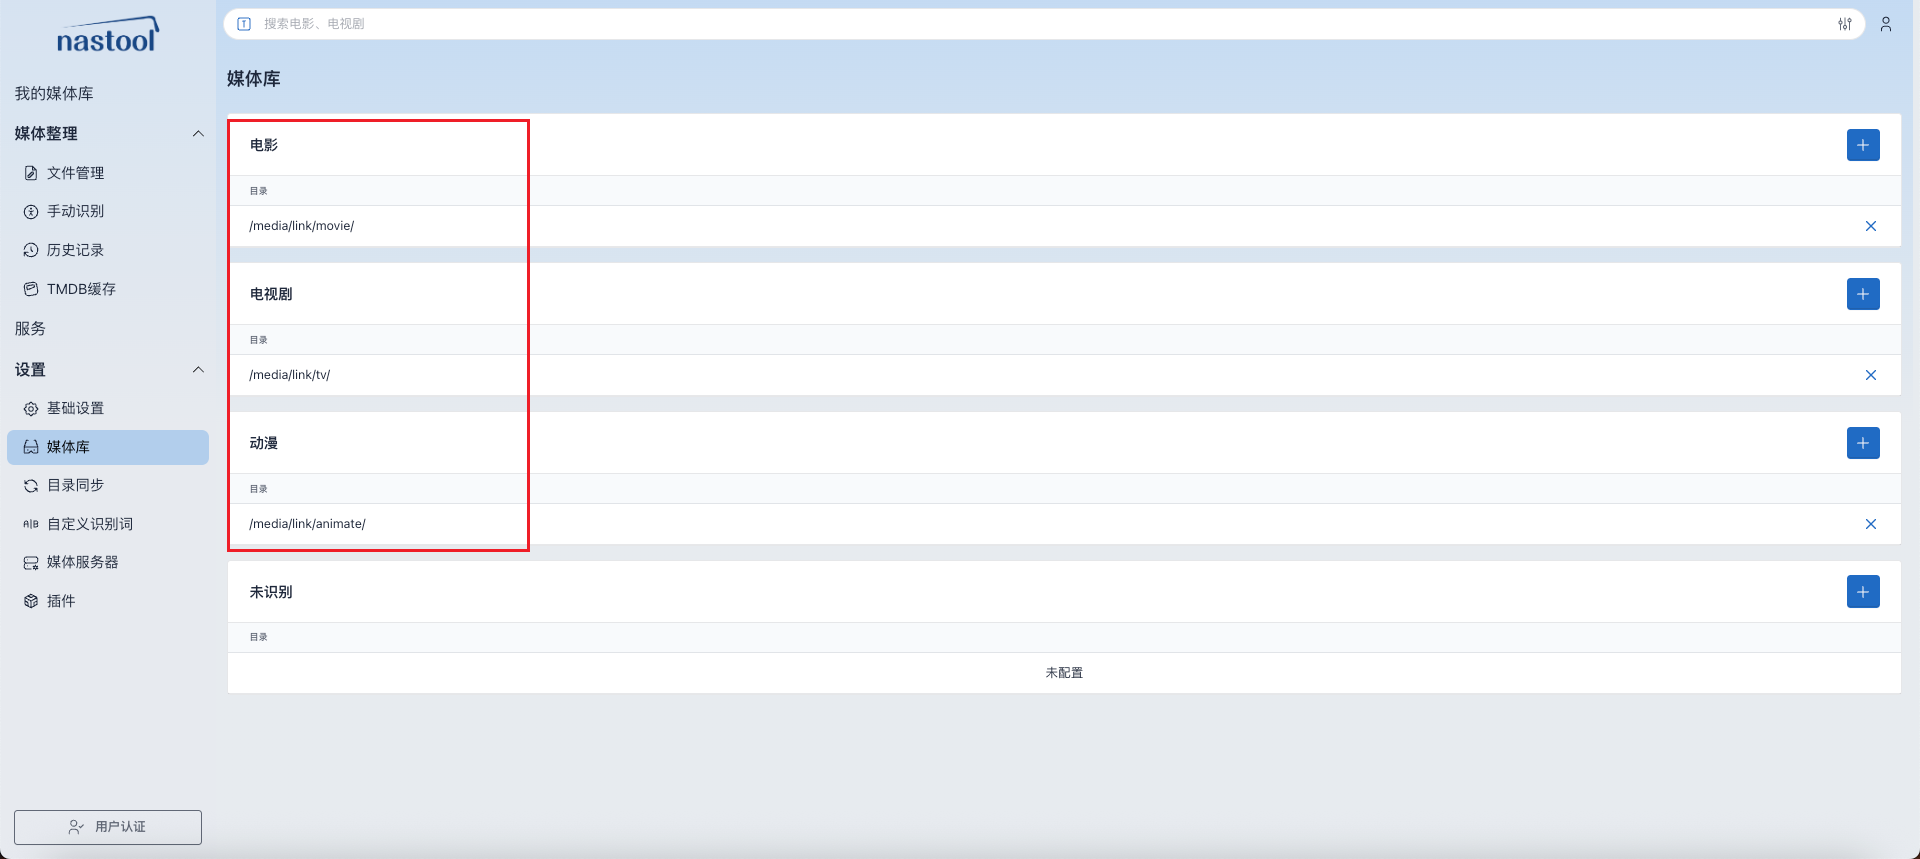 nastool
搜索电影、电视剧
我的媒体库
媒体整理
文件管理
手动识别
历史记录
TMDB缓存
服务
设置
基础设置
媒体库
目录同步
A|B 自定义识别词
媒体服务器
插件
用户认证
媒体库
电影
目录
/media/link/movie/
电视剧
目录
/media/link/tv/
动漫
目录
/media/link/animate/
未识别
目录
未配置